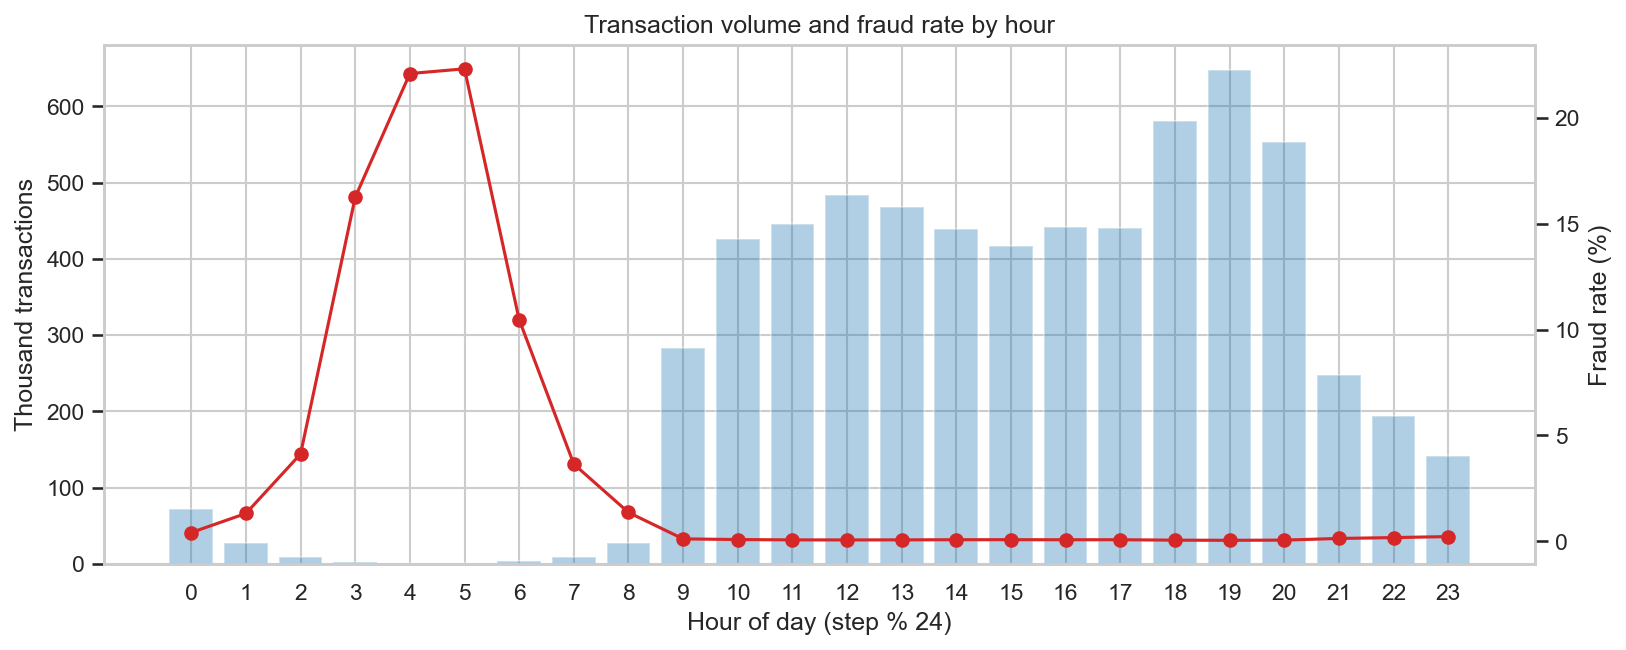 Transaction volume and fraud rate by hour
Thousand transactions
600
500
400
300
200
100
0
20
15
10
5
0
Fraud rate (%)
0 1 2 3 4 5 6 7 8 9 10 11 12 13 14 15 16 17 18 19 20 21 22 23
Hour of day (step % 24)